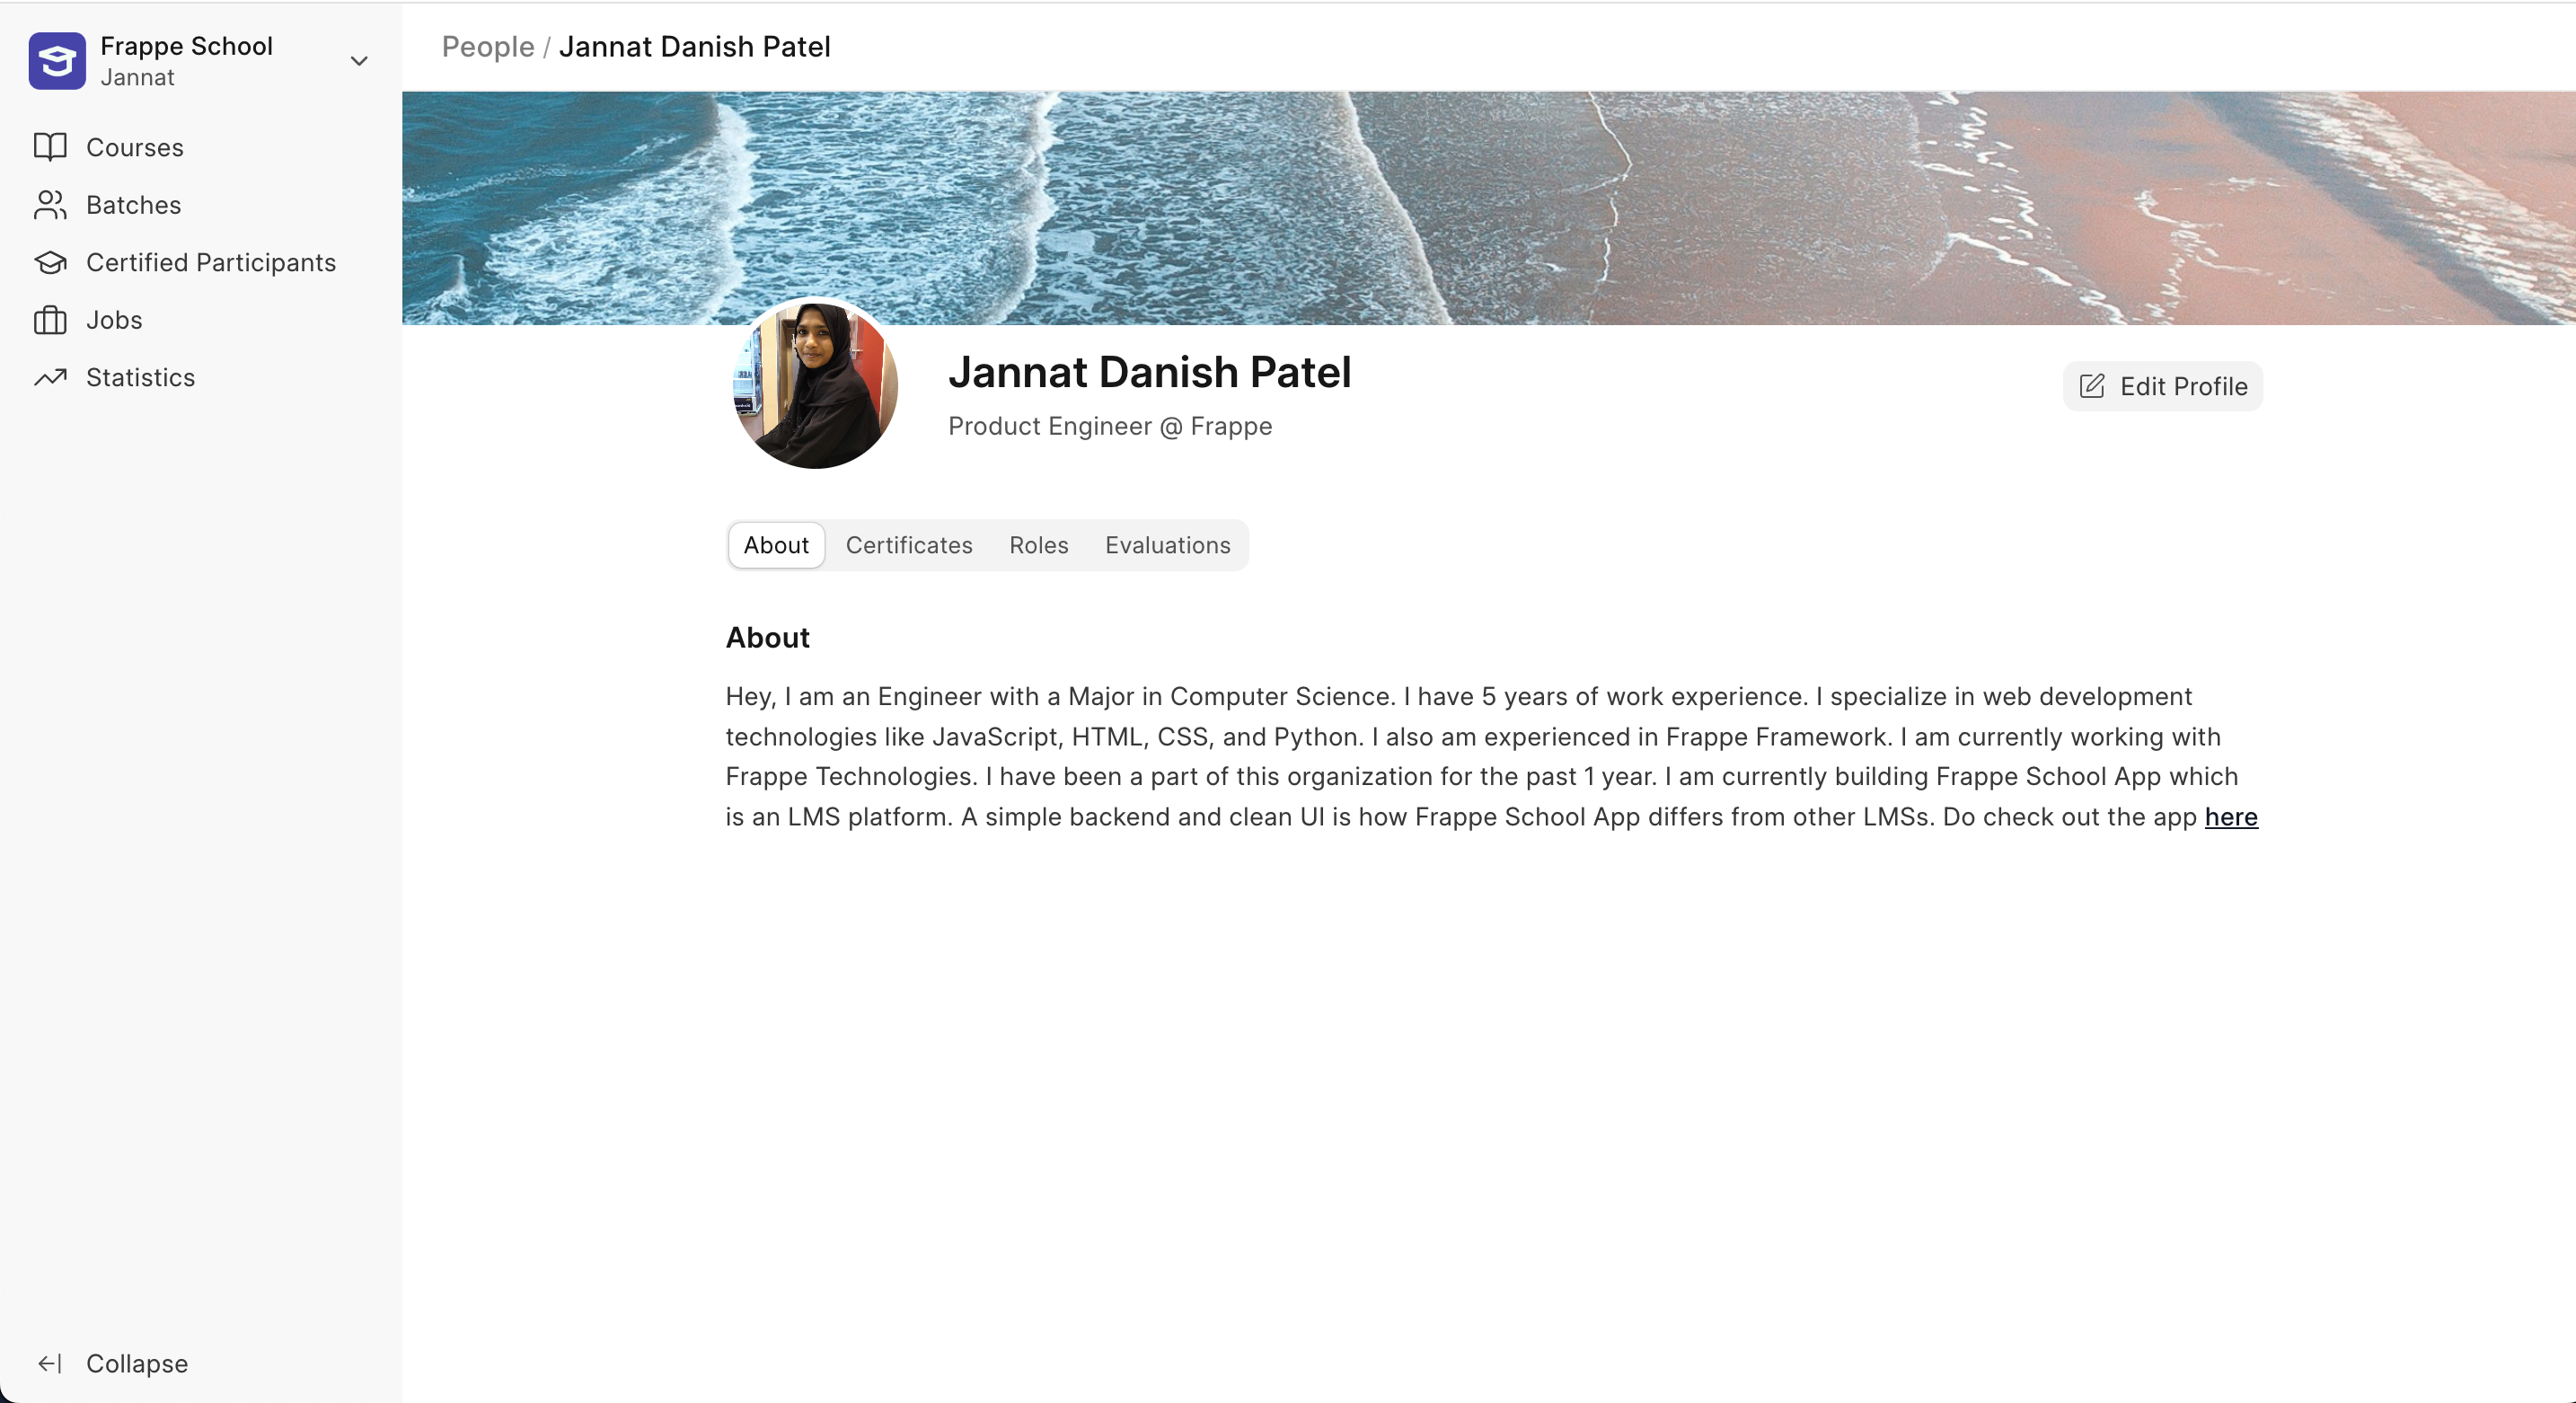 Frappe School
Jannat
Courses
Batches
Certified Participants
Jobs
Statistics
Collapse
People / Jannat Danish Patel
Jannat Danish Patel
Product Engineer @ Frappe
Edit Profile
About
Certificates
Roles
Evaluations
About
Hey, I am an Engineer with a Major in Computer Science. I have 5 years of work experience. I specialize in web development
technologies like JavaScript, HTML, CSS, and Python. I also am experienced in Frappe Framework. I am currently working with
Frappe Technologies. I have been a part of this organization for the past 1 year. I am currently building Frappe School App which
is an LMS platform. A simple backend and clean UI is how Frappe School App differs from other LMSs. Do check out the app here